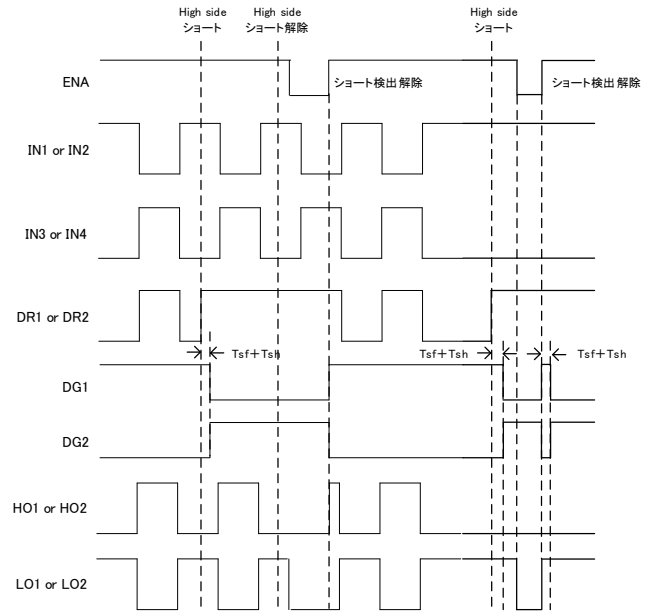 High side
ショート
High side
ショート解除
High side
ショート
ENA
ショート検出解除
ショート検出解除
IN1 or IN2
IN3 or IN4
DR1 or DR2
Tsf+Tsh
Tsf+Tsh
Tsf+Tsh
DG1
DG2
HO1 or HO2
LO1 or LO2